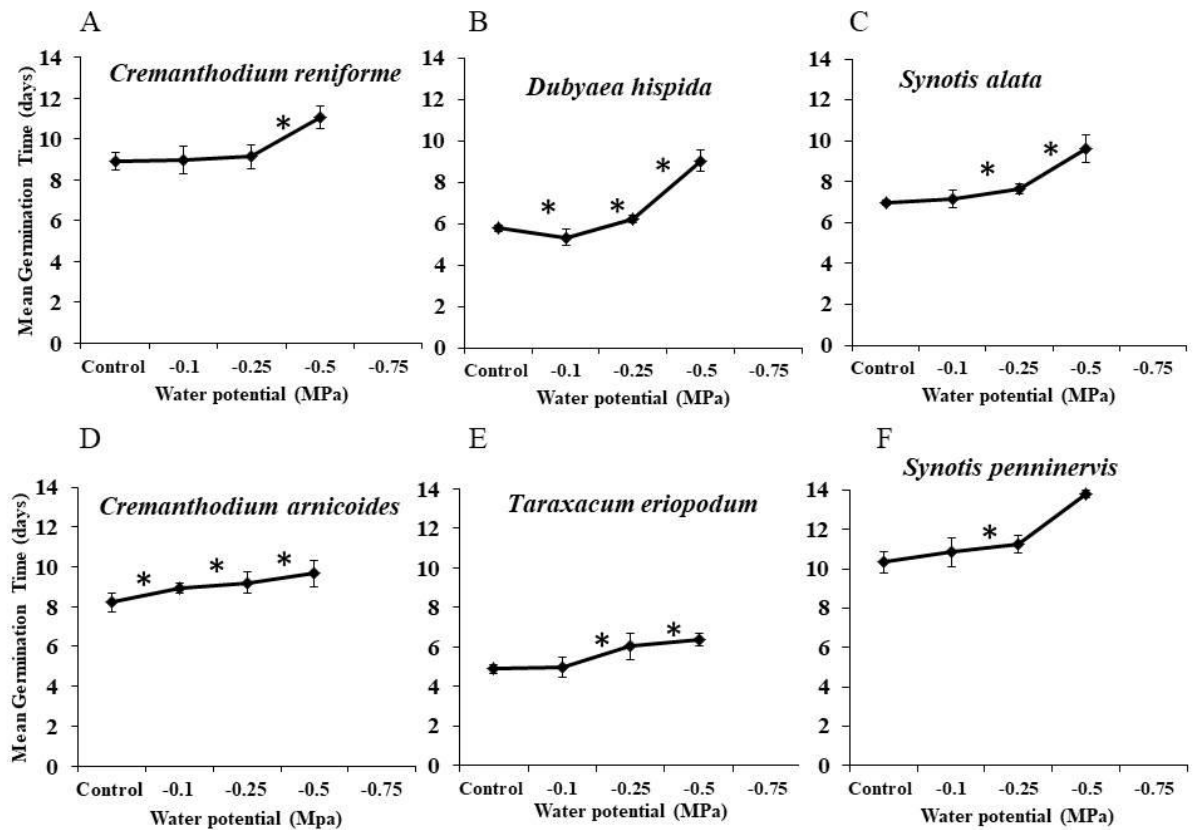 A
B
C
Cremanthodium reniforme
Dubyaea hispida
Synotis alata
Mean Germination Time (days)
14
12
10
8
6
4
2
0
*
Control -0.1 -0.25 -0.5 -0.75
Water potential (MPa)
14
12
10
8
6
4
2
0
* * *
Control -0.1 -0.25 -0.5 -0.75
Water potential (MPa)
14
12
10
8
6
4
2
0
* *
Control -0.1 -0.25 -0.5 -0.75
Water potential (MPa)
D
E
F
Cremanthodium arnicoides
Taraxacum eriopodum
Synotis penninervis
Mean Germination Time (days)
14
12
10
8
6
4
2
0
* * *
Control -0.1 -0.25 -0.5 -0.75
Water potential (Mpa)
14
12
10
8
6
4
2
0
* *
Control -0.1 -0.25 -0.5 -0.75
Water potential (MPa)
14
12
10
8
6
4
2
0
*
Control -0.1 -0.25 -0.5 -0.75
Water potential (MPa)